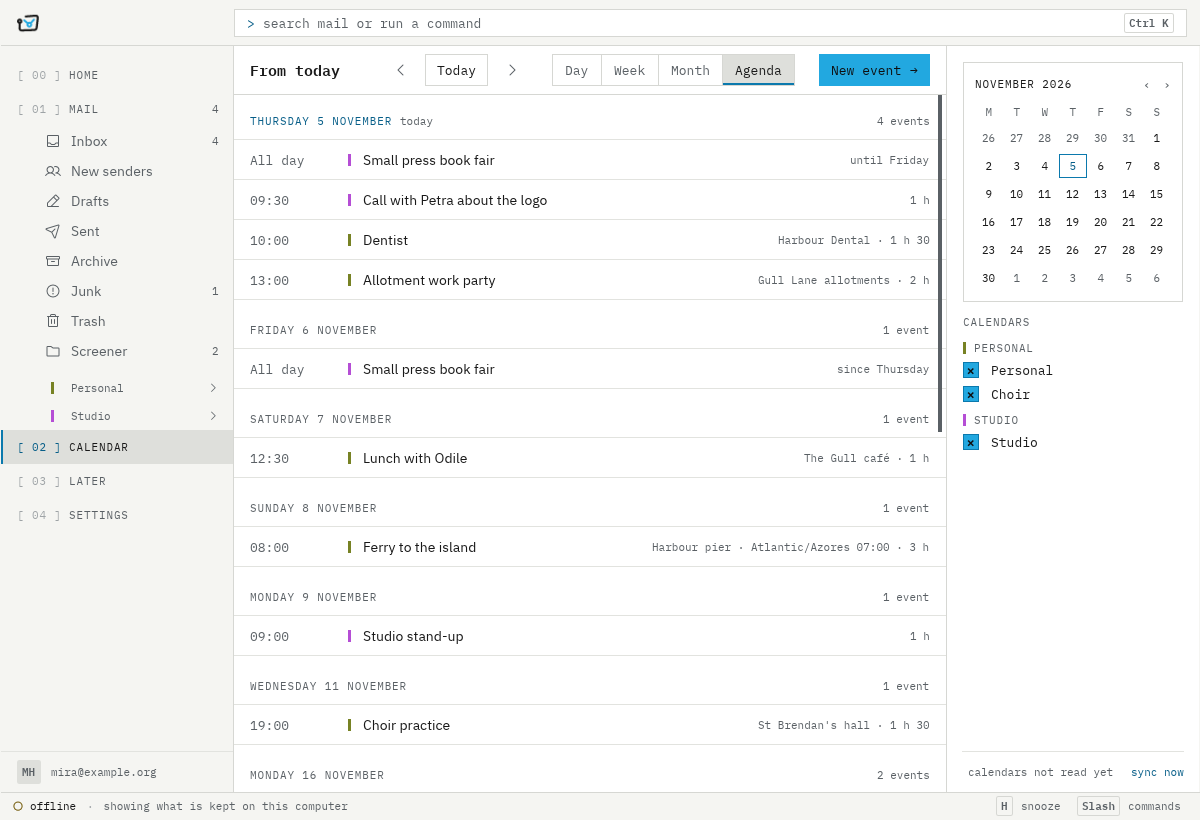 > search mail or run a command Ctrl K
[ 00 ] HOME
[ 01 ] MAIL 4
Inbox 4
New senders
Drafts
Sent
Archive
Junk 1
Trash
Screener 2
Personal
Studio
[ 02 ] CALENDAR
[ 03 ] LATER
[ 04 ] SETTINGS
MH mira@example.org
From today Today Day Week Month Agenda New event →
THURSDAY 5 NOVEMBER today 4 events
All day Small press book fair until Friday
09:30 Call with Petra about the logo 1 h
10:00 Dentist Harbour Dental · 1 h 30
13:00 Allotment work party Gull Lane allotments · 2 h
FRIDAY 6 NOVEMBER 1 event
All day Small press book fair since Thursday
SATURDAY 7 NOVEMBER 1 event
12:30 Lunch with Odile The Gull café · 1 h
SUNDAY 8 NOVEMBER 1 event
08:00 Ferry to the island Harbour pier · Atlantic/Azores 07:00 · 3 h
MONDAY 9 NOVEMBER 1 event
09:00 Studio stand-up 1 h
WEDNESDAY 11 NOVEMBER 1 event
19:00 Choir practice St Brendan's hall · 1 h 30
MONDAY 16 NOVEMBER 2 events
NOVEMBER 2026 ‹ ›
M T W T F S S
26 27 28 29 30 31 1
2 3 4 5 6 7 8
9 10 11 12 13 14 15
16 17 18 19 20 21 22
23 24 25 26 27 28 29
30 1 2 3 4 5 6
CALENDARS
PERSONAL
Personal
Choir
STUDIO
Studio
calendars not read yet sync now
offline · showing what is kept on this computer H snooze Slash commands